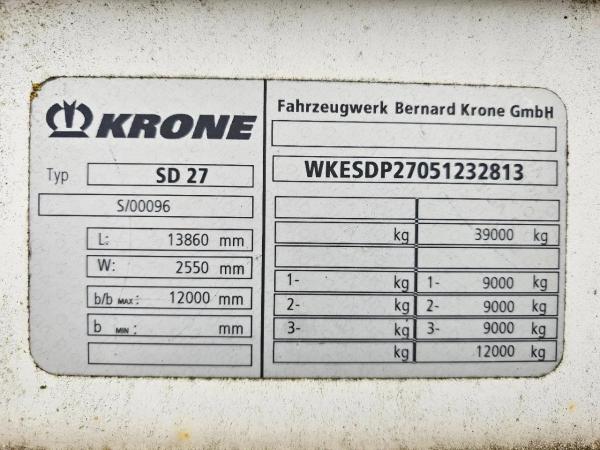 KRONE
Typ SD 27
S/00096
L: 13860 mm
W: 2550 mm
b/b MAX: 12000 mm
b MIN: mm
Fahrzeugwerk Bernard Krone GmbH
WKESDP27051232813
kg 39000 kg
1- kg 1- 9000 kg
2- kg 2- 9000 kg
3- kg 3- 9000 kg
kg 12000 kg